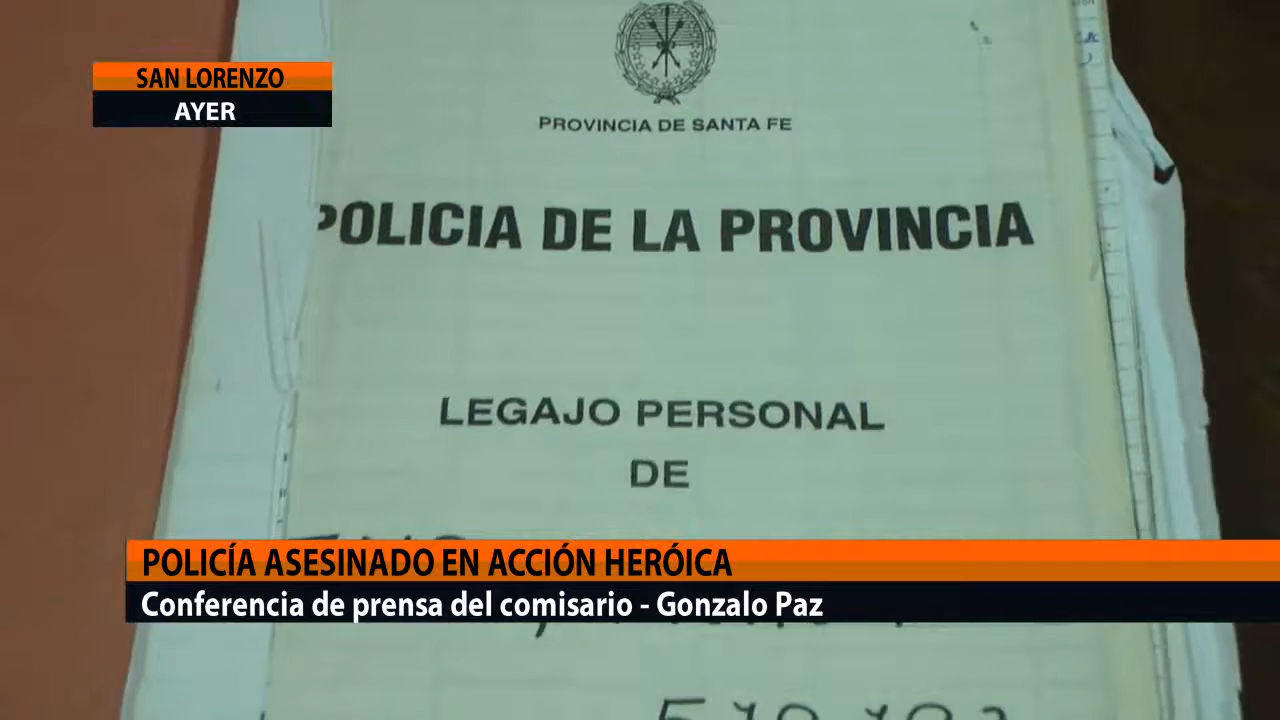 SAN LORENZO
AYER
PROVINCIA DE SANTA FE
POLICIA DE LA PROVINCIA
LEGAJO PERSONAL
DE
POLICÍA ASESINADO EN ACCIÓN HERÓICA
Conferencia de prensa del comisario - Gonzalo Paz